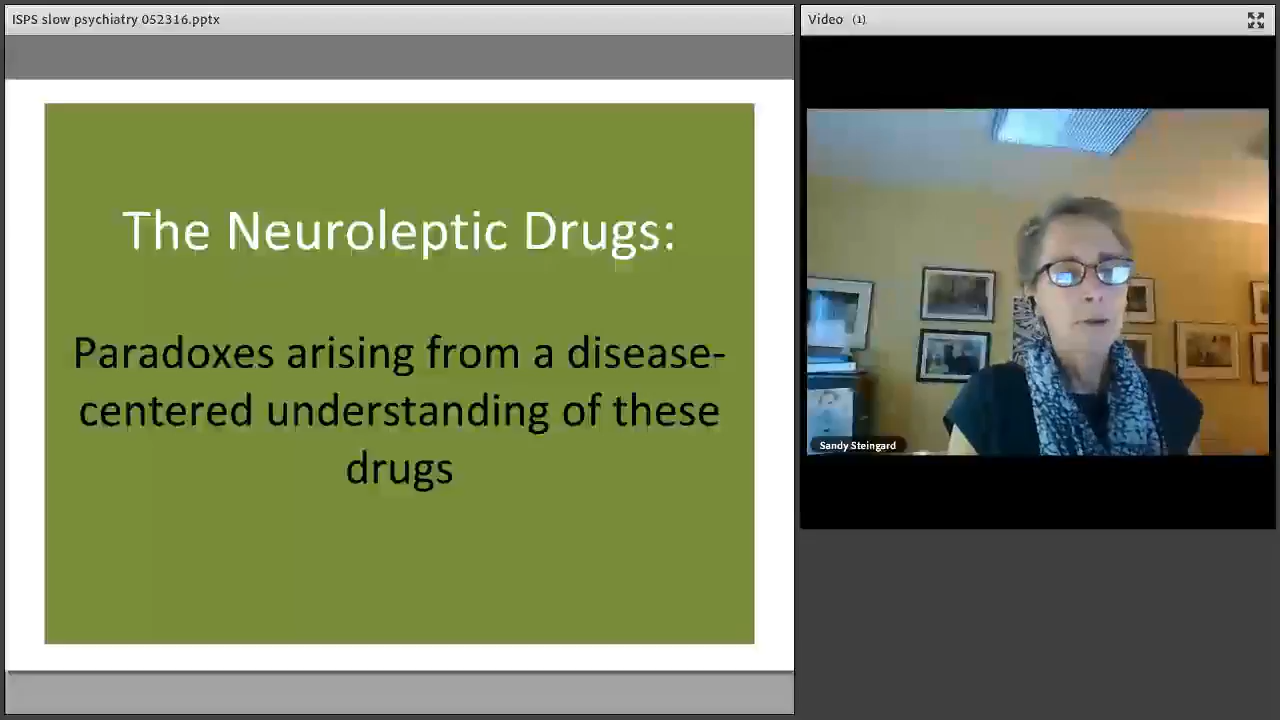 ISPS slow psychiatry 052316.pptx
The Neuroleptic Drugs:
Paradoxes arising from a disease-
centered understanding of these
drugs
Video (1)
Sandy Steingard